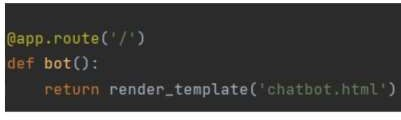 @app.route('/')
def bot():
    return render_template('chatbot.html')